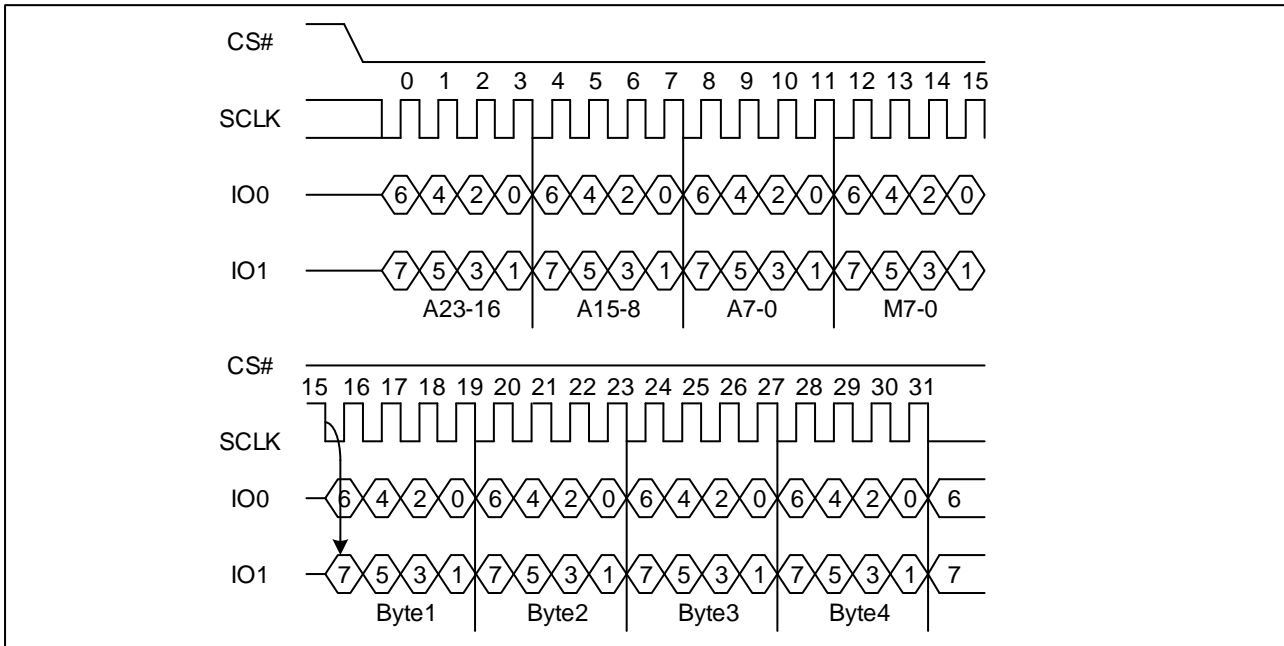 CS#
0 1 2 3 4 5 6 7 8 9 10 11 12 13 14 15
SCLK
IO0 6 4 2 0 6 4 2 0 6 4 2 0 6 4 2 0
IO1 7 5 3 1 7 5 3 1 7 5 3 1 7 5 3 1
A23-16 A15-8 A7-0 M7-0
CS#
15 16 17 18 19 20 21 22 23 24 25 26 27 28 29 30 31
SCLK
IO0 6 4 2 0 6 4 2 0 6 4 2 0 6 4 2 0 6
IO1 7 5 3 1 7 5 3 1 7 5 3 1 7 5 3 1 7
Byte1 Byte2 Byte3 Byte4